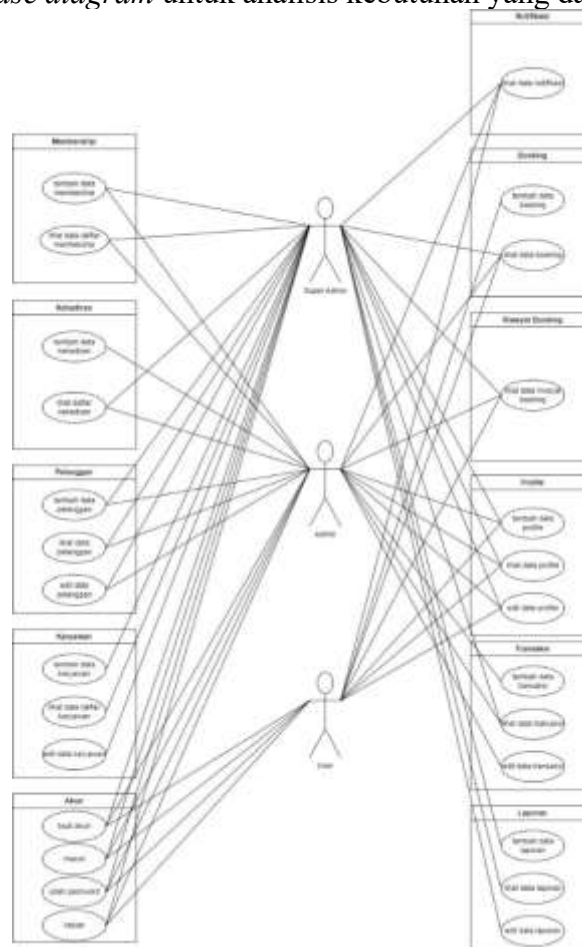 ase diagram untuk analisis kebutuhan yang da
Notifikasi
lihat data notifikasi
Membership
tambah data
membership
lihat data daftar
membership
Booking
tambah data
booking
lihat data booking
Super Admin
Kehadiran
tambah data
kehadiran
lihat daftar
kehadiran
Riwayat Booking
lihat data riwayat
booking
Admin
Pelanggan
tambah data
pelanggan
lihat data
pelanggan
edit data
pelanggan
Profile
tambah data
profile
lihat data profile
edit data profile
Karyawan
tambah data
karyawan
lihat data daftar
karyawan
edit data karyawan
User
Transaksi
tambah data
transaksi
lihat data transaksi
edit data transaksi
Akun
buat akun
masuk
ubah password
keluar
Laporan
tambah data
laporan
lihat data laporan
edit data laporan